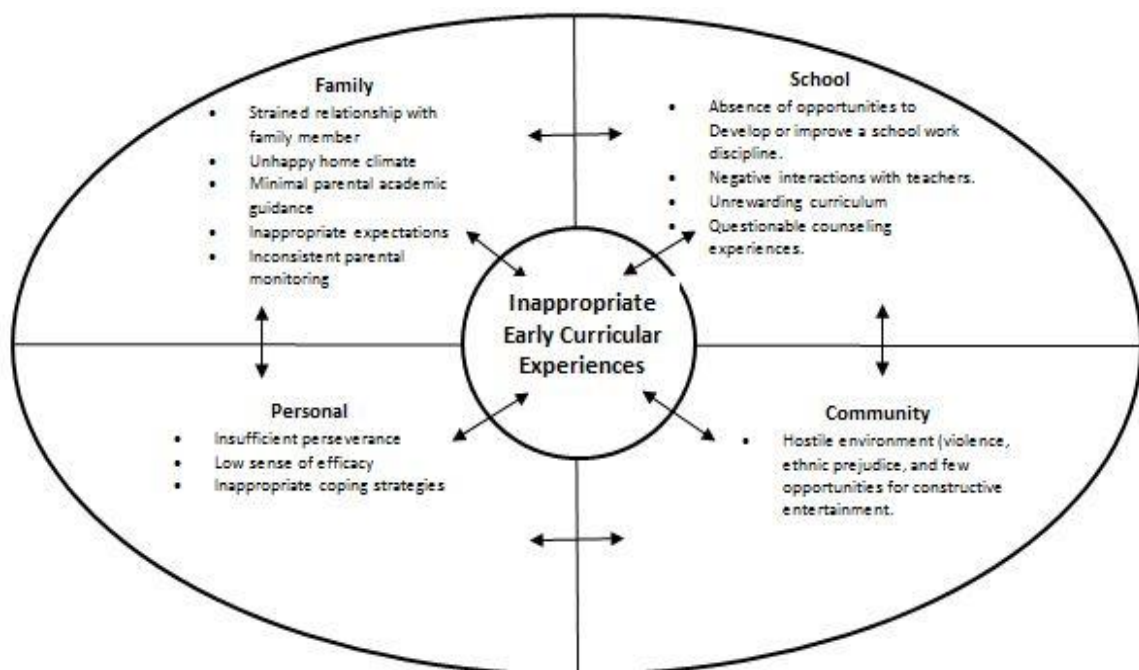 Family
• Strained relationship with
family member
• Unhappy home climate
• Minimal parental academic
guidance
• Inappropriate expectations
• Inconsistent parental
monitoring
School
• Absence of opportunities to
Develop or improve a school work
discipline.
• Negative interactions with teachers.
• Unrewarding curriculum
• Questionable counseling
experiences.
Inappropriate
Early Curricular
Experiences
Personal
• Insufficient perseverance
• Low sense of efficacy
• Inappropriate coping strategies
Community
• Hostile environment (violence,
ethnic prejudice, and few
opportunities for constructive
entertainment.